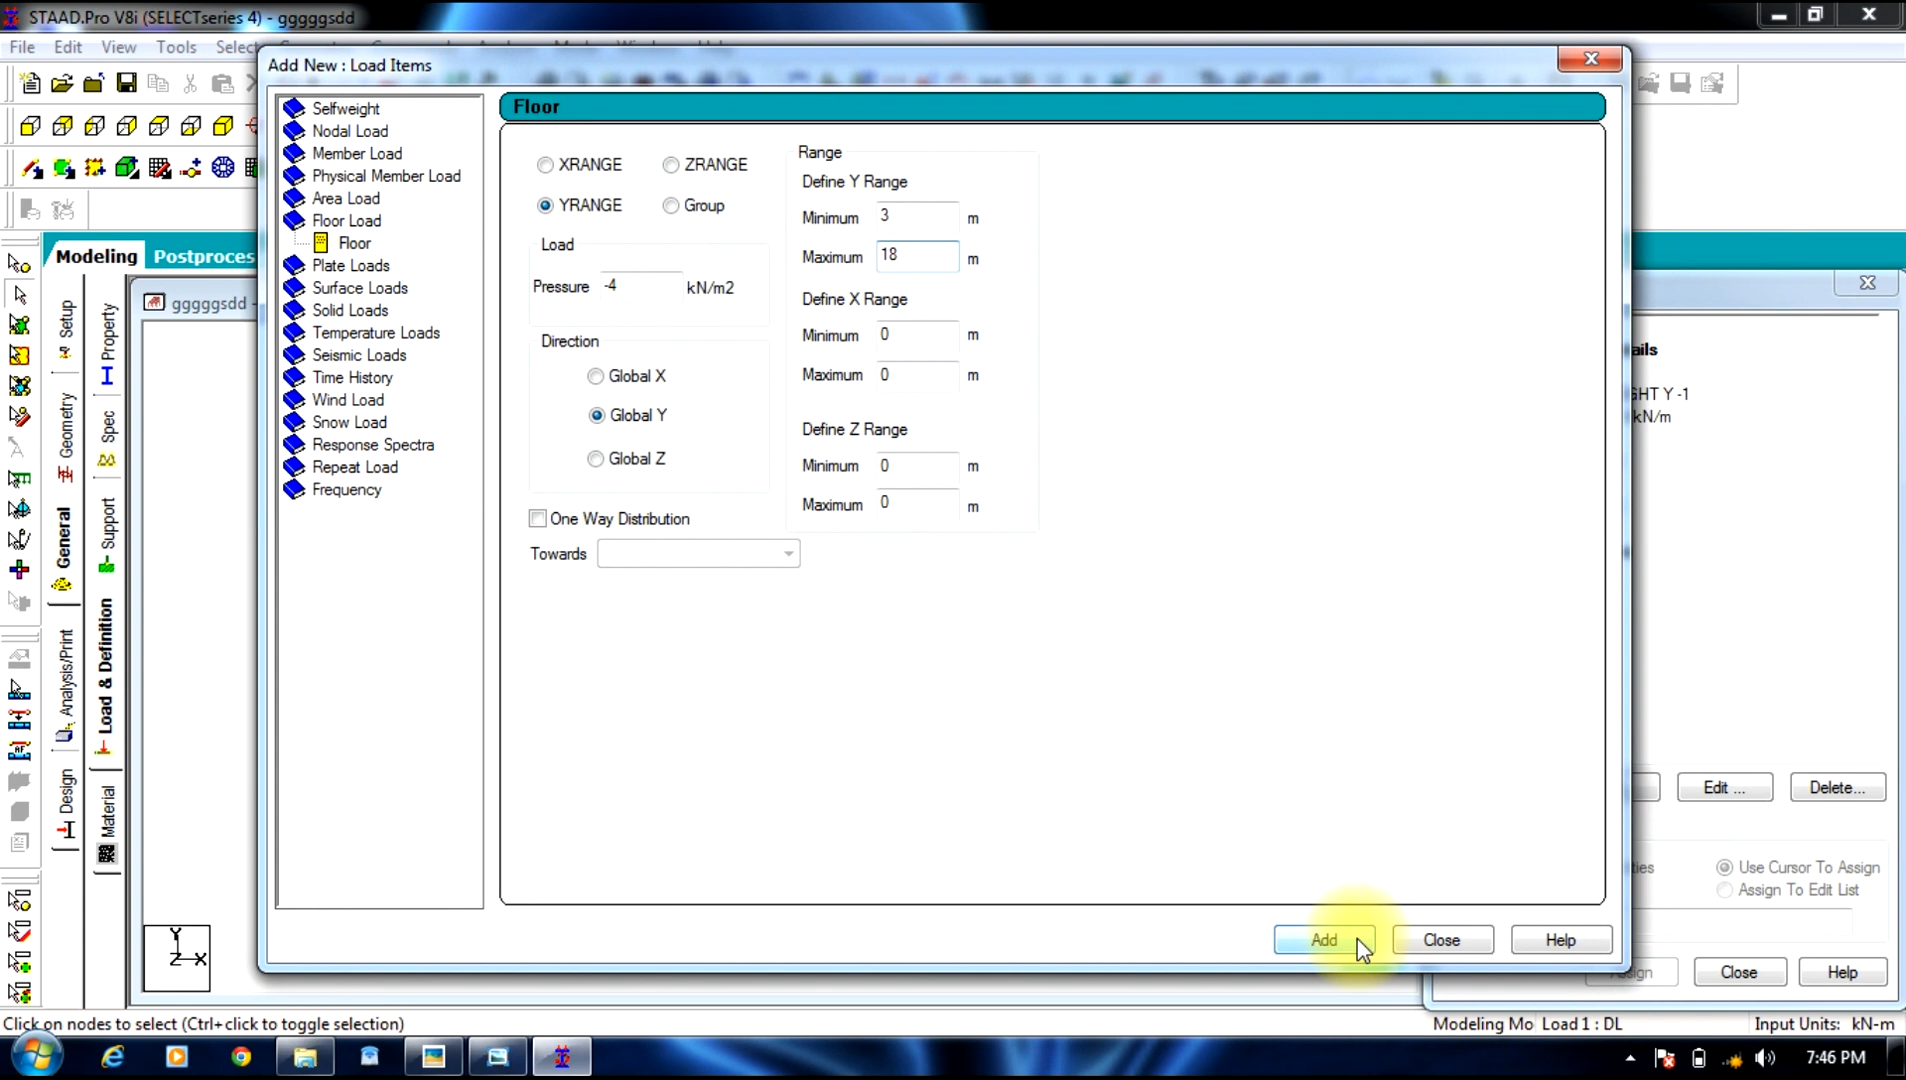 STAAD.Pro V8i (SELECTseries 4) - gggggsdd
File Edit View Tools Select
Add New : Load Items
Selfweight
Nodal Load
Member Load
Physical Member Load
Area Load
Floor Load
Floor
Plate Loads
Surface Loads
Solid Loads
Temperature Loads
Seismic Loads
Time History
Wind Load
Snow Load
Response Spectra
Repeat Load
Frequency
Floor
XRANGE ZRANGE
YRANGE Group
Load
Pressure -4 kN/m2
Direction
Global X
Global Y
Global Z
One Way Distribution
Towards
Range
Define Y Range
Minimum 3 m
Maximum 18 m
Define X Range
Minimum 0 m
Maximum 0 m
Define Z Range
Minimum 0 m
Maximum 0 m
Add Close Help
Modeling Postproces
gggggsdd -
Setup
Geometry
General
Analysis/Print
Design
Property
Spec
Support
Load & Definition
Material
ails
GHT Y -1
kN/m
Edit ... Delete...
ties Use Cursor To Assign
Assign To Edit List
Assign Close Help
Y
Z X
Click on nodes to select (Ctrl+click to toggle selection)
Modeling Mo Load 1 : DL Input Units: kN-m
7:46 PM